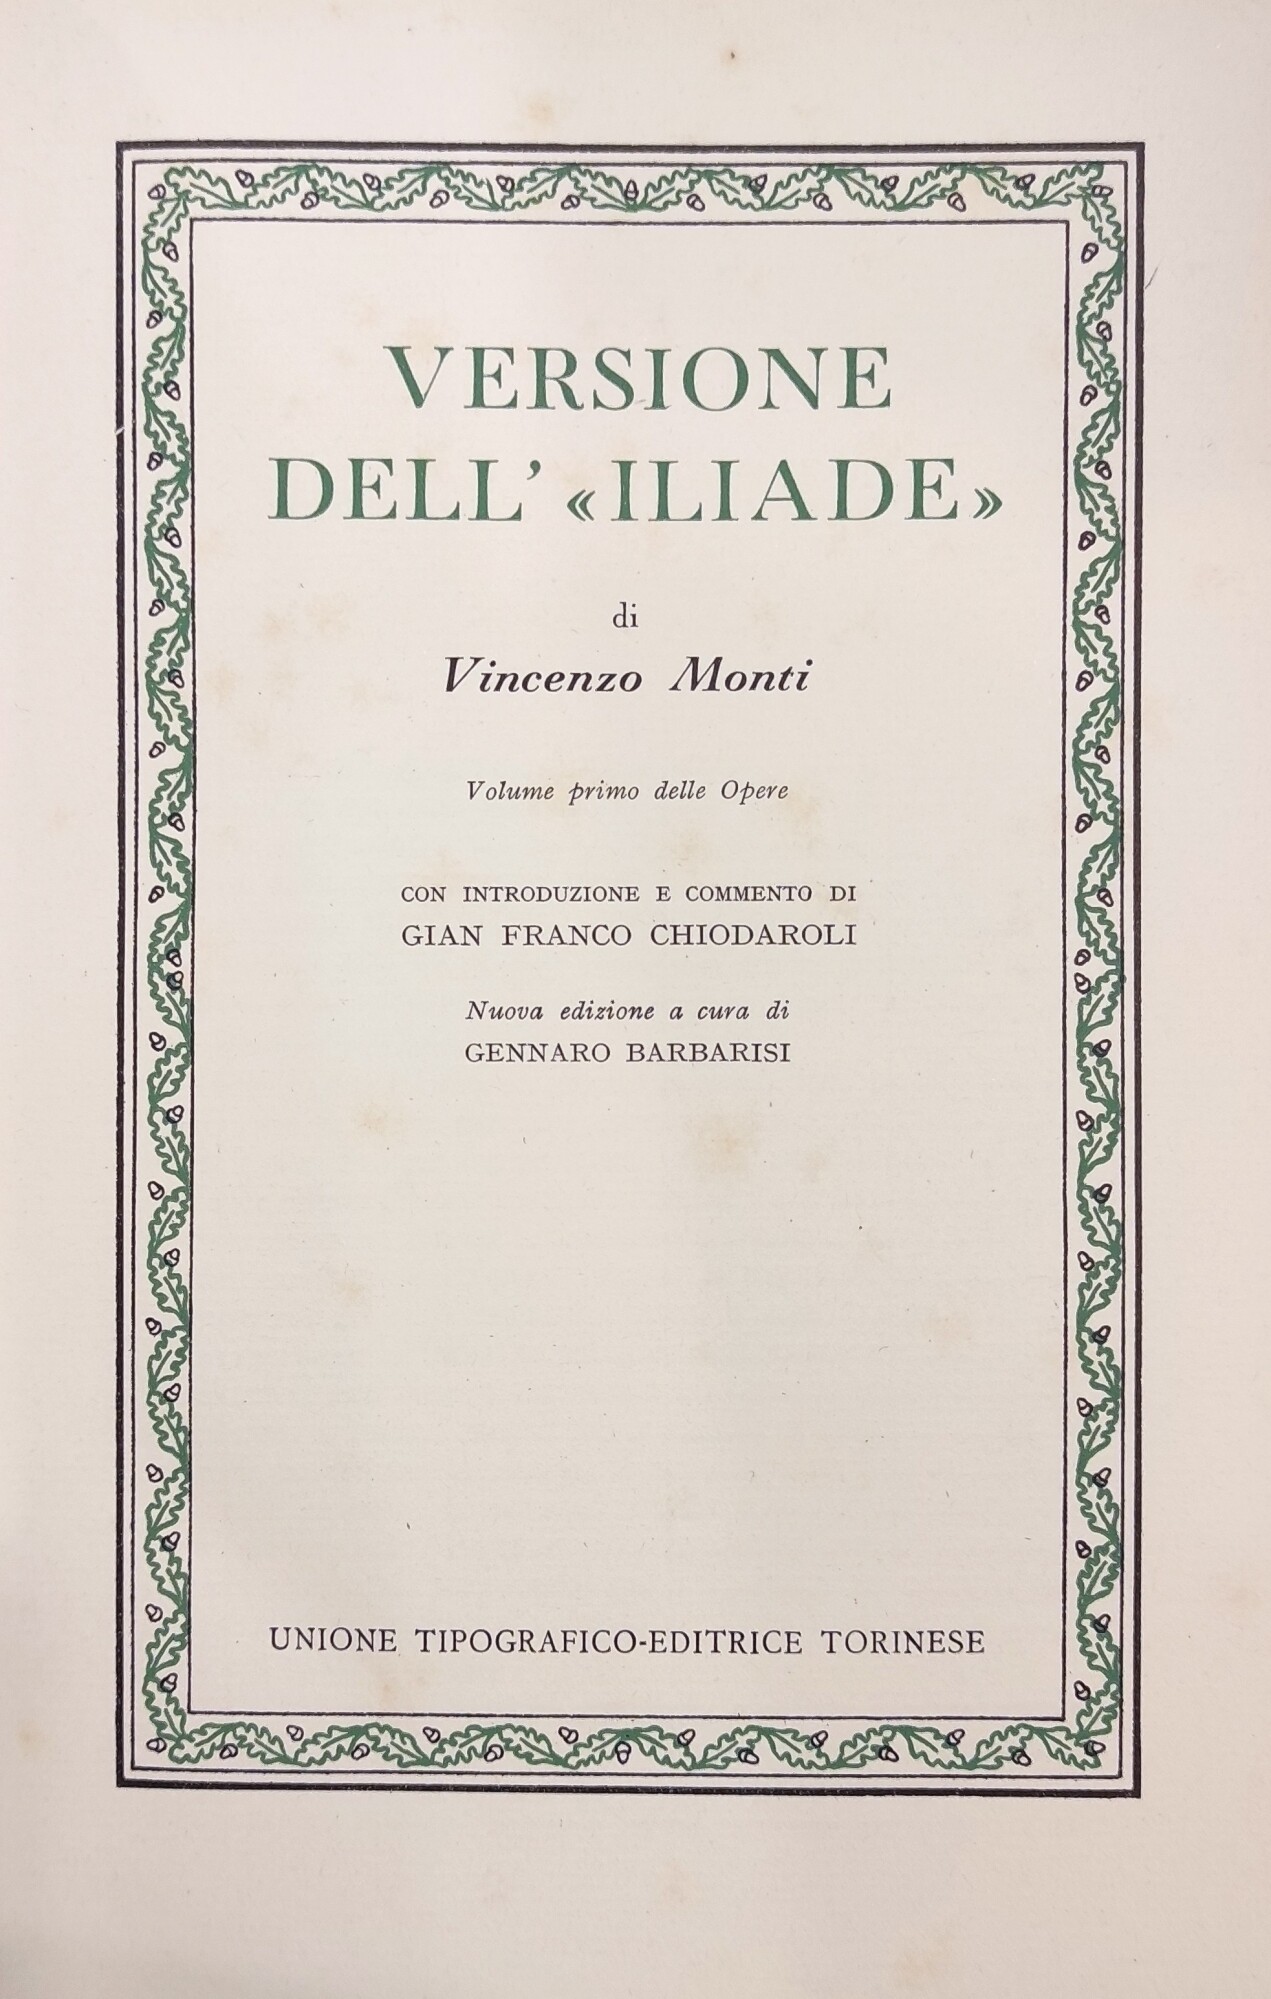 VERSIONE
DELL' «ILIADE»
di
Vincenzo Monti
Volume primo delle Opere
CON INTRODUZIONE E COMMENTO DI
GIAN FRANCO CHIODAROLI
Nuova edizione a cura di
GENNARO BARBARISI
UNIONE TIPOGRAFICO-EDITRICE TORINESE